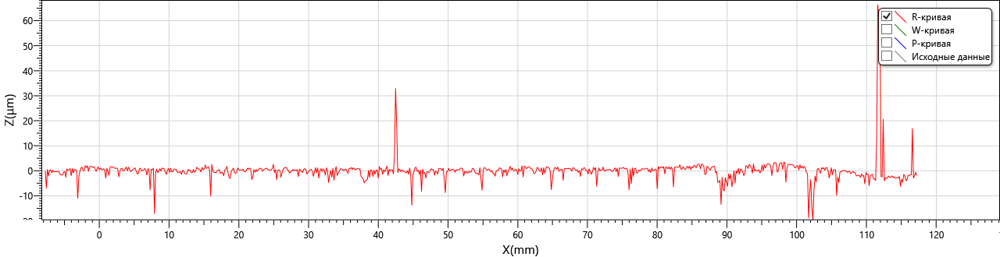 R-кривая
W-кривая
P-кривая
Исходные данные
60
50
40
30
20
10
0
-10
Z(μm)
0 10 20 30 40 50 60 70 80 90 100 110 120
X(mm)